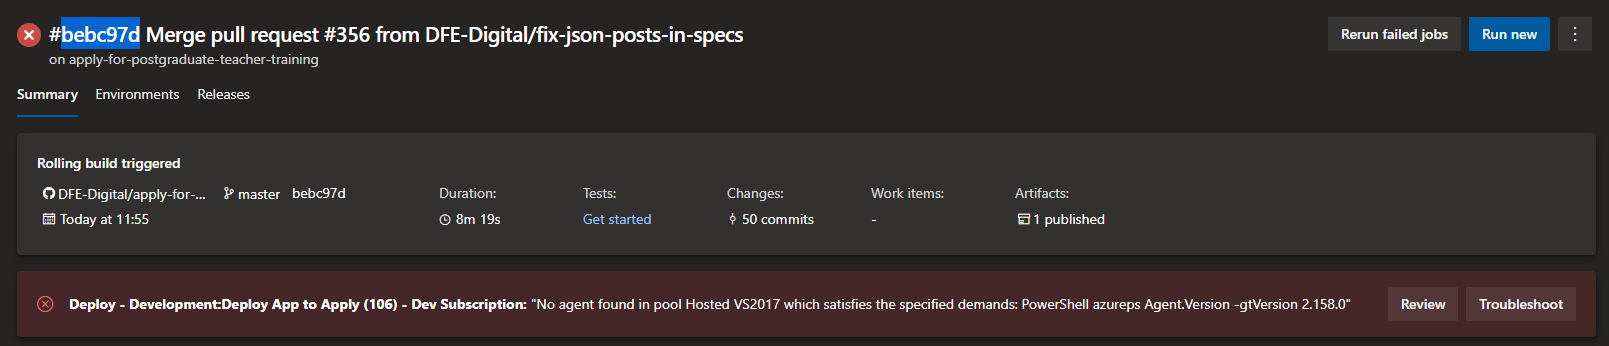 #bebc97d Merge pull request #356 from DFE-Digital/fix-json-posts-in-specs
on apply-for-postgraduate-teacher-training
Rerun failed jobs
Run new
Summary Environments Releases
Rolling build triggered
DFE-Digital/apply-for-... master bebc97d
Today at 11:55
Duration:
8m 19s
Tests:
Get started
Changes:
50 commits
Work items:
-
Artifacts:
1 published
Deploy - Development:Deploy App to Apply (106) - Dev Subscription: "No agent found in pool Hosted VS2017 which satisfies the specified demands: PowerShell azureps Agent.Version -gtVersion 2.158.0"
Review
Troubleshoot